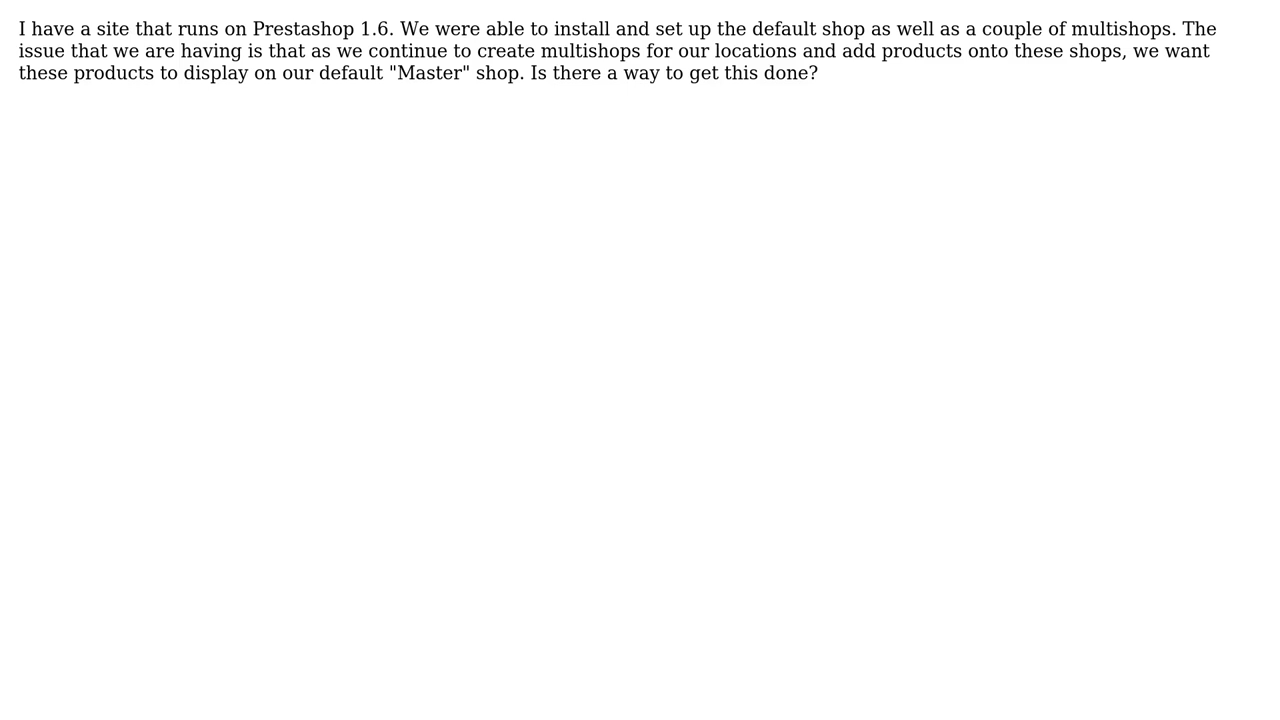 I have a site that runs on Prestashop 1.6. We were able to install and set up the default shop as well as a couple of multishops. The
issue that we are having is that as we continue to create multishops for our locations and add products onto these shops, we want
these products to display on our default "Master" shop. Is there a way to get this done?